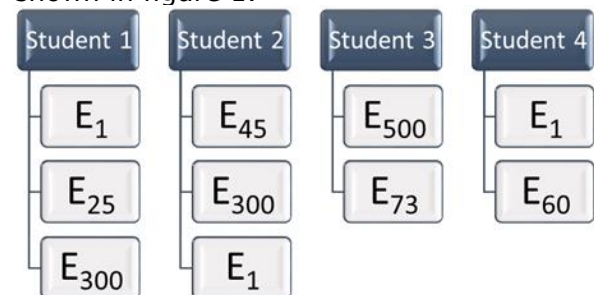 shown in figure 1.
Student 1 Student 2 Student 3 Student 4
E₁ E₄₅ E₅₀₀ E₁
E₂₅ E₃₀₀ E₇₃ E₆₀
E₃₀₀ E₁